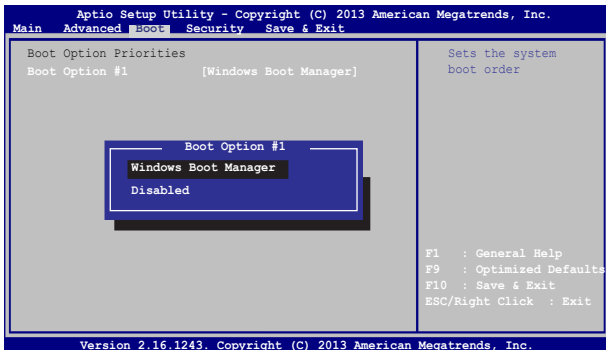 Aptio Setup Utility - Copyright (C) 2013 American Megatrends, Inc.
Main Advanced Boot Security Save & Exit
Boot Option Priorities
Boot Option #1 [Windows Boot Manager]
Sets the system
boot order
Boot Option #1
Windows Boot Manager
Disabled
F1 : General Help
F9 : Optimized Defaults
F10 : Save & Exit
ESC/Right Click : Exit
Version 2.16.1243. Copyright (C) 2013 American Megatrends, Inc.